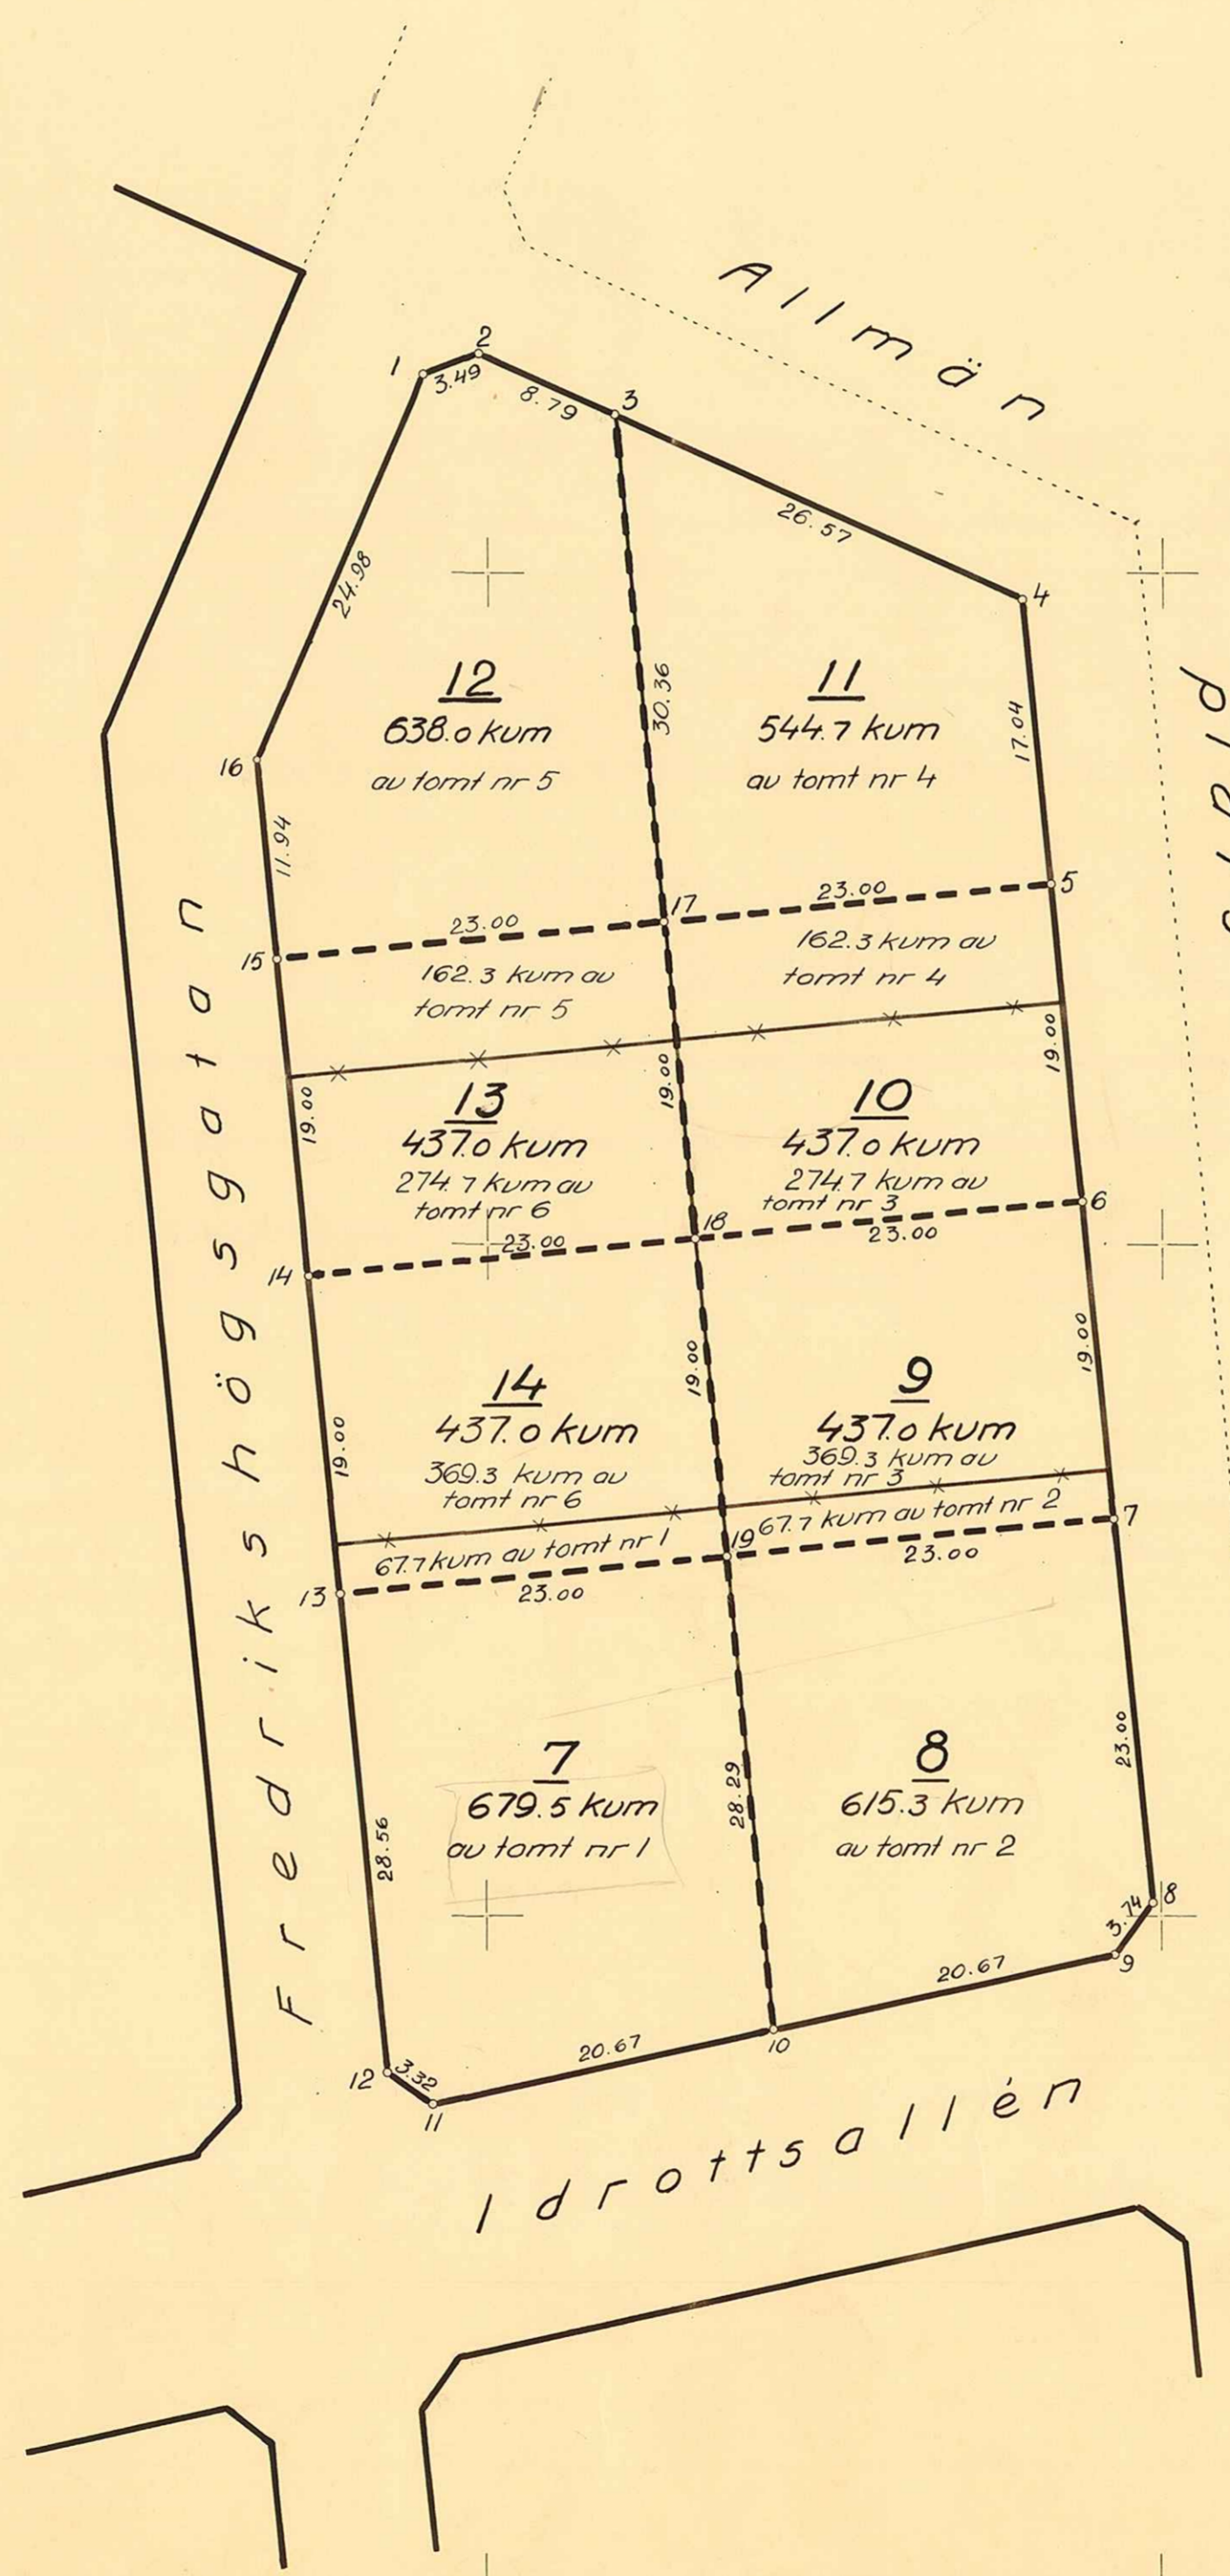 Allmän
1
2
3.49
8.79
3
26.57
4
24.98
12
638.0 kum
av tomt nr 5
30.36
11
544.7 kum
av tomt nr 4
17.04
16
11.94
15
23.00
17
23.00
5
162.3 kum av
tomt nr 5
162.3 kum av
tomt nr 4
19.00
13
437.0 kum
274.7 kum av
tomt nr 6
19.00
10
437.0 kum
274.7 kum av
tomt nr 3
19.00
14
23.00
18
23.00
6
19.00
14
437.0 kum
369.3 kum av
tomt nr 6
19.00
9
437.0 kum
369.3 kum av
tomt nr 3
19.00
67.7 kum av tomt nr 1
67.7 kum av tomt nr 2
13
23.00
19
23.00
7
28.56
7
679.5 kum
av tomt nr 1
28.29
8
615.3 kum
av tomt nr 2
23.00
8
3.74
9
20.67
10
20.67
12
3.32
11
Fredrikshögsgatan
Idrottsallén